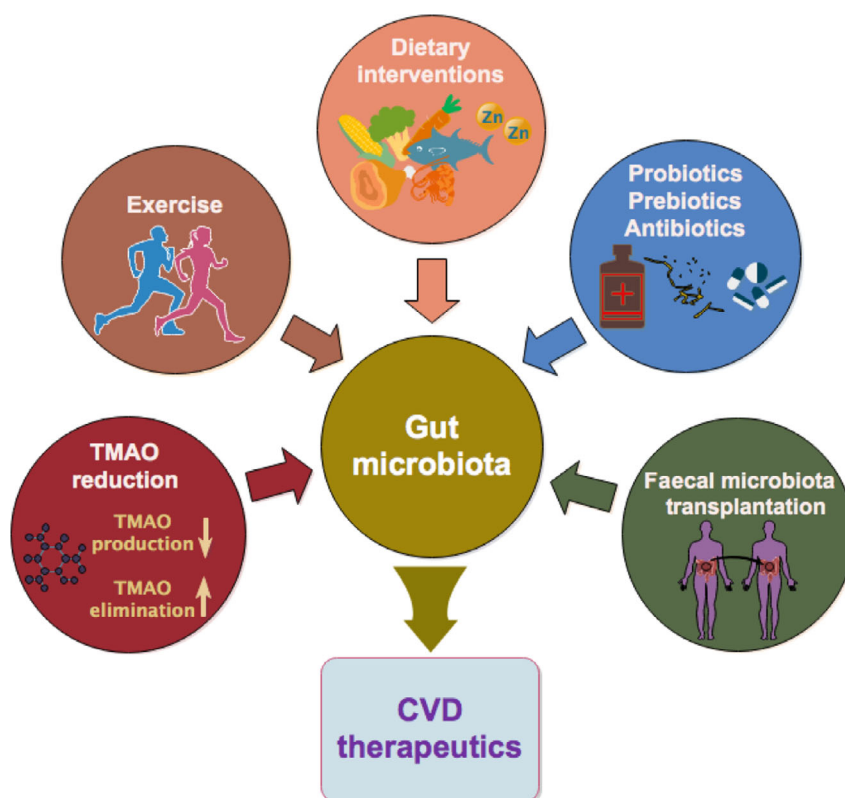 Dietary
interventions
Zn
Zn
Exercise
Probiotics
Prebiotics
Antibiotics
Gut
microbiota
TMAO
reduction
TMAO
production
TMAO
elimination
Faecal microbiota
transplantation
CVD
therapeutics